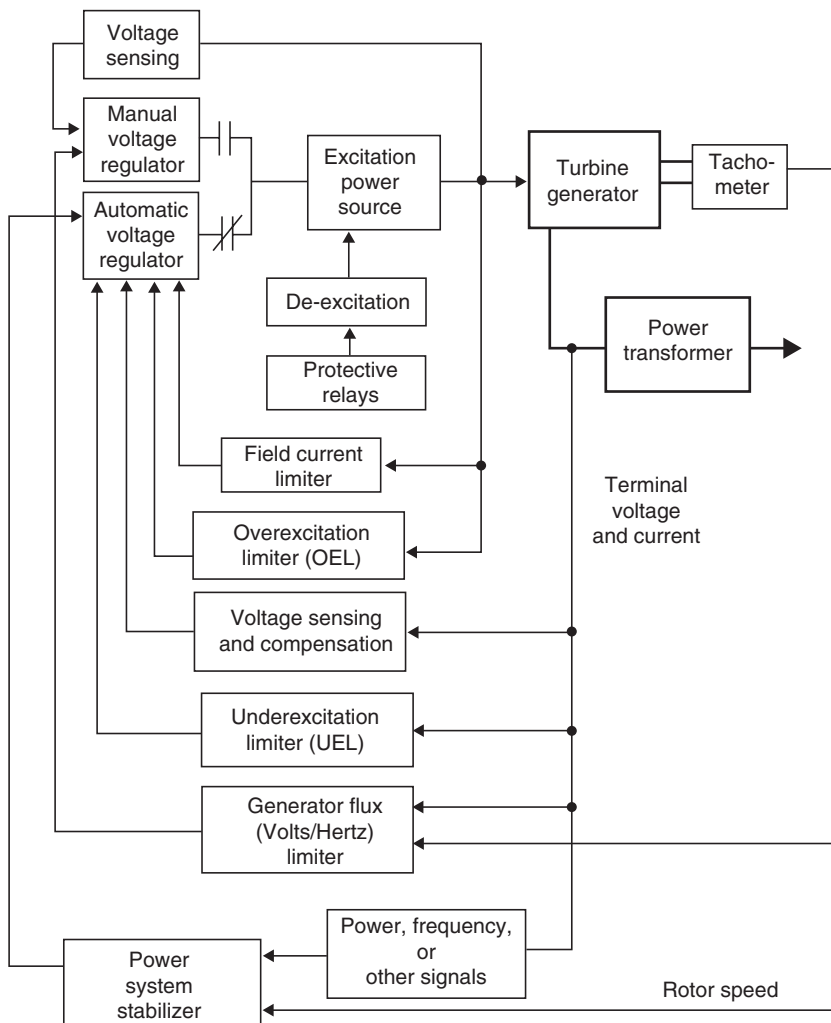 Voltage
sensing
Manual
voltage
regulator
Automatic
voltage
regulator
Excitation
power
source
Turbine
generator
Tacho-
meter
De-excitation
Protective
relays
Power
transformer
Field current
limiter
Terminal
voltage
and current
Overexcitation
limiter (OEL)
Voltage sensing
and compensation
Underexcitation
limiter (UEL)
Generator flux
(Volts/Hertz)
limiter
Power, frequency,
or
other signals
Power
system
stabilizer
Rotor speed